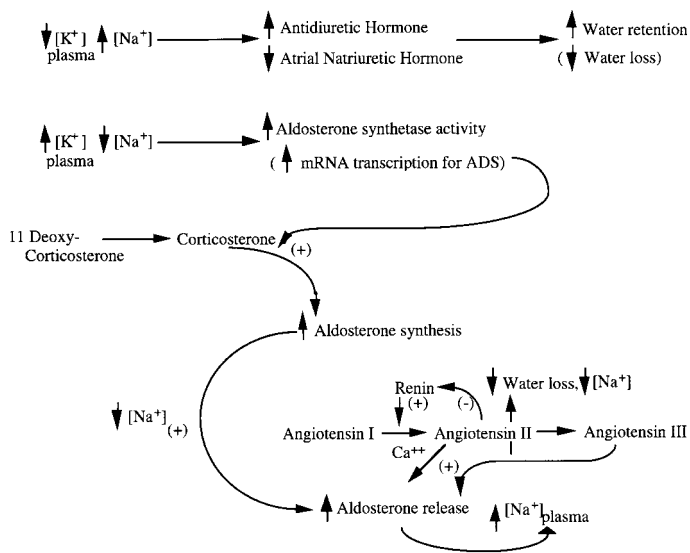 [K+] [Na+] Antidiuretic Hormone Water retention
plasma Atrial Natriuretic Hormone ( Water loss)
[K+] [Na+] Aldosterone synthetase activity
plasma ( mRNA transcription for ADS)
11 Deoxy- Corticosterone (+)
Corticosterone
Aldosterone synthesis
Renin Water loss, [Na+]
[Na+] (+) (+) (-)
Angiotensin I Angiotensin II Angiotensin III
Ca++ (+)
Aldosterone release [Na+] plasma